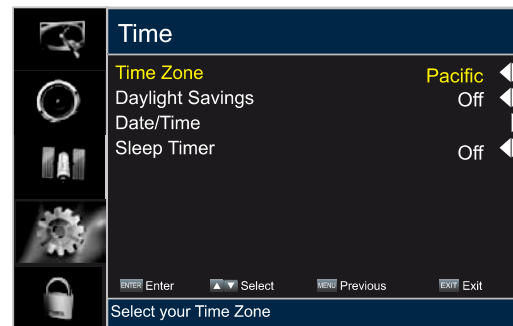 Time
Time Zone Pacific
Daylight Savings Off
Date/Time
Sleep Timer Off
ENTER Enter Select MENU Previous EXIT Exit
Select your Time Zone